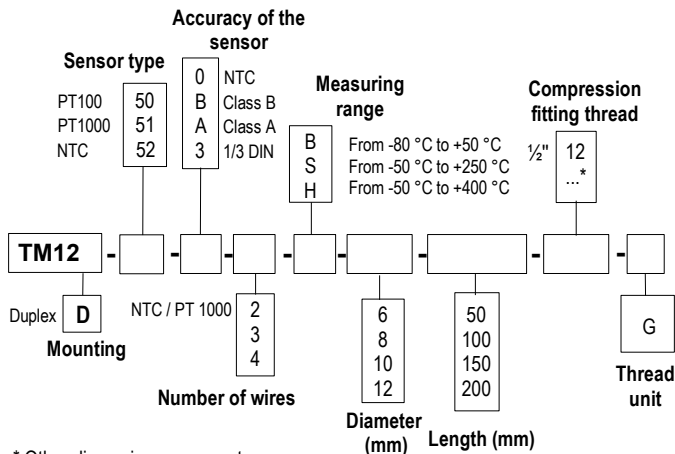 Accuracy of the
sensor
Sensor type
PT100 50
PT1000 51
NTC 52
0 NTC
B Class B
A Class A
3 1/3 DIN
Measuring
range
B From -80 °C to +50 °C
S From -50 °C to +250 °C
H From -50 °C to +400 °C
Compression
fitting thread
½" 12
...*
TM12 - - - - - - - -
Duplex D
Mounting
NTC / PT 1000 2
3
4
Number of wires
6
8
10
12
Diameter
(mm)
50
100
150
200
Length (mm)
G
Thread
unit